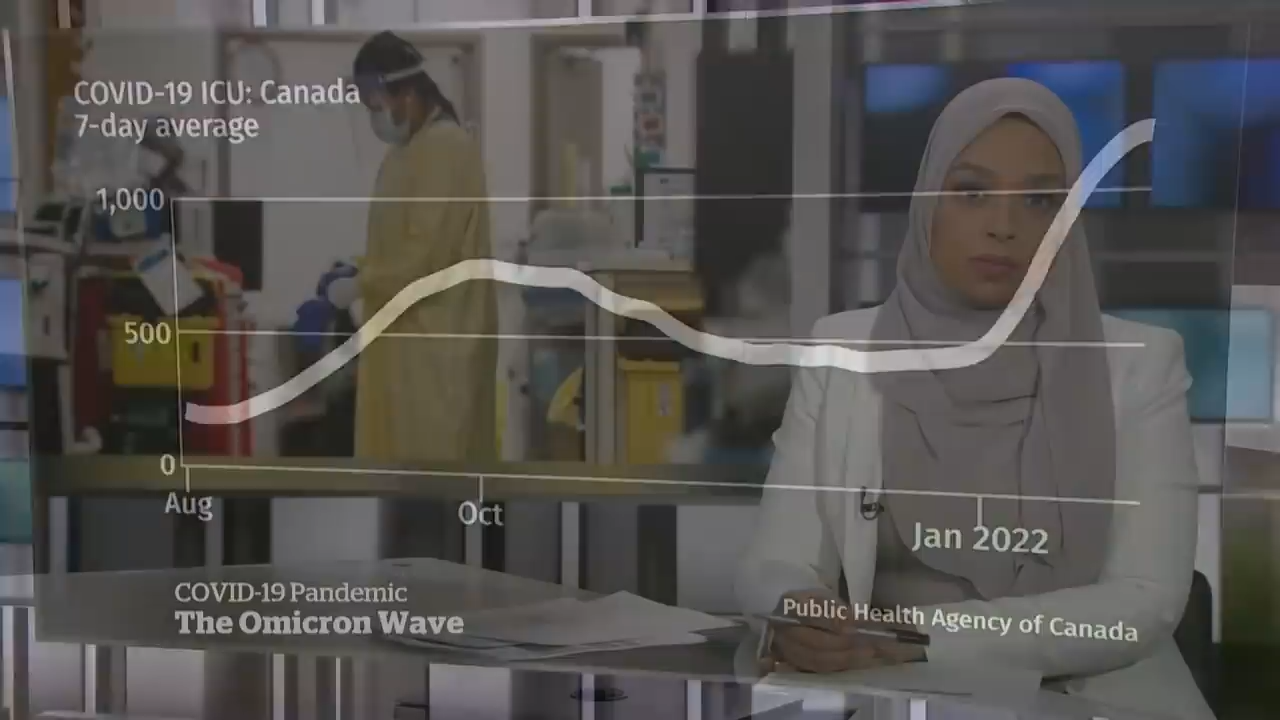 COVID-19 ICU: Canada
7-day average
1,000
500
0
Aug
Oct
Jan 2022
COVID-19 Pandemic
The Omicron Wave
Public Health Agency of Canada